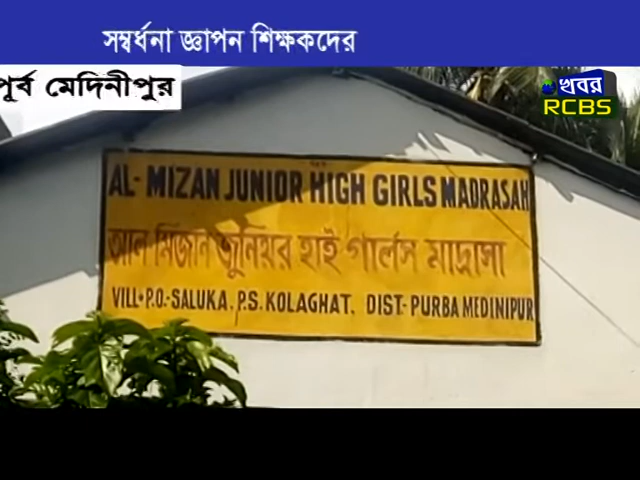 সম্বর্ধনা জ্ঞাপন শিক্ষকদের
পূর্ব মেদিনীপুর
খবর
RCBS
AL- MIZAN JUNIOR HIGH GIRLS MADRASAH
আল-মিজান জুনিয়র হাই গার্লস মাদ্রাসা
VILL+P.O.-SALUKA. P.S. KOLAGHAT. DIST-PURBA MEDINIPUR